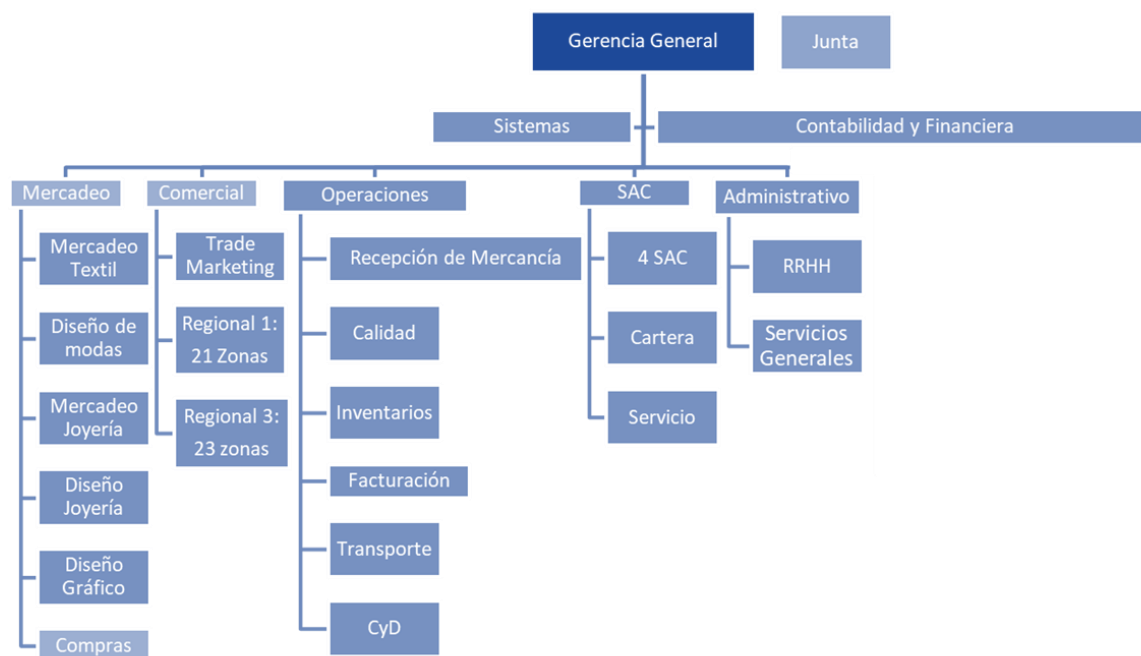 Gerencia General
Junta
Sistemas
Contabilidad y Financiera
Mercadeo
Comercial
Operaciones
SAC
Administrativo
Mercadeo
Textil
Diseño de
modas
Mercadeo
Joyería
Diseño
Joyería
Diseño
Gráfico
Compras
Trade
Marketing
Regional 1:
21 Zonas
Regional 3:
23 zonas
Recepción de Mercancía
Calidad
Inventarios
Facturación
Transporte
CyD
4 SAC
Cartera
Servicio
RRHH
Servicios
Generales